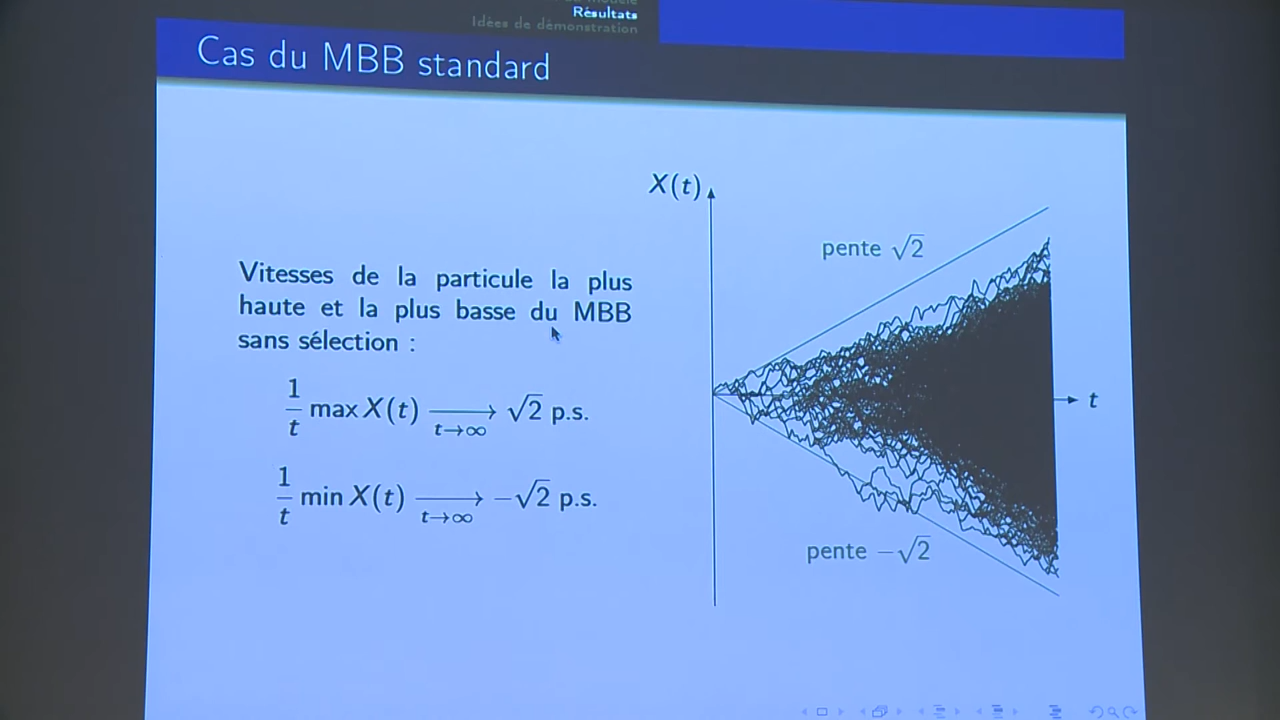 Résultats
Idées de démonstration
Cas du MBB standard
X(t)
pente √2
Vitesses de la particule la plus
haute et la plus basse du MBB
sans sélection :
1/t max X(t) ⟶ √2 p.s.
t→∞
1/t min X(t) ⟶ −√2 p.s.
t→∞
t
pente −√2